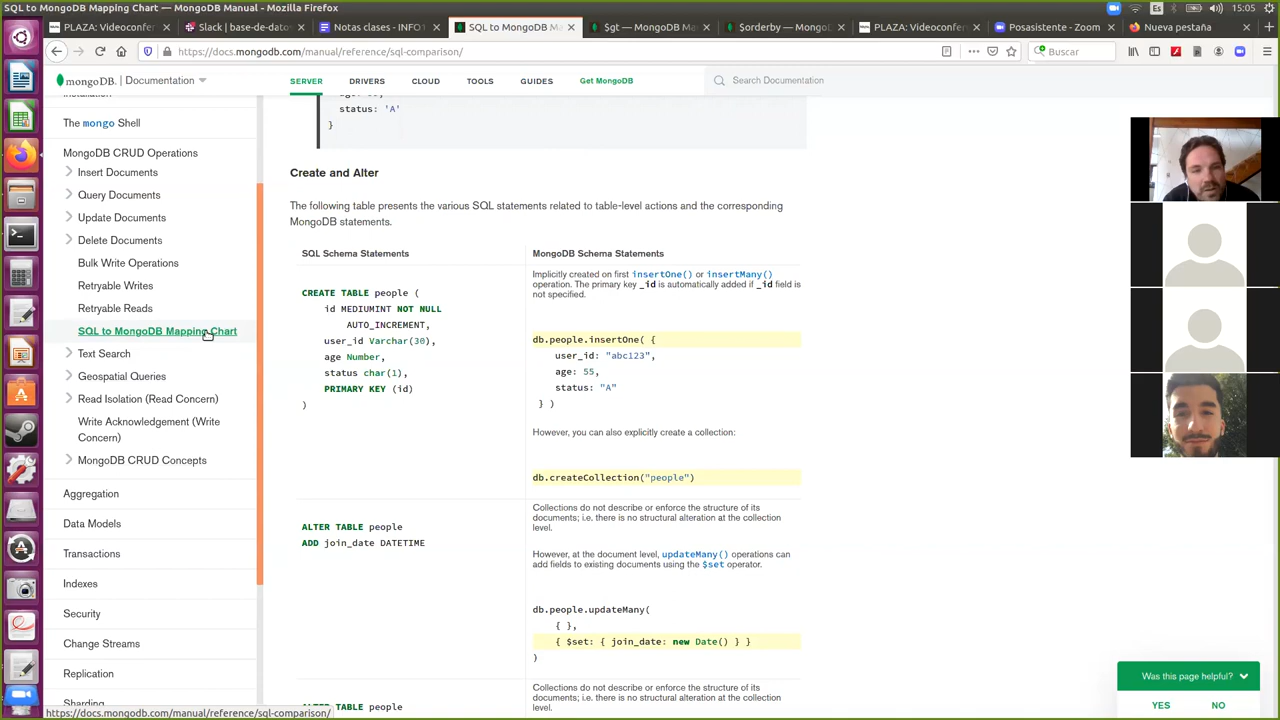 SQL to MongoDB Mapping Chart — MongoDB Manual - Mozilla Firefox
Es
15:05
PLAZA: Videoconfer
Slack | base-de-dato
Notas clases - INFO1
SQL to MongoDB Ma
$gt — MongoDB Manu
$orderby — MongoDB
PLAZA: Videoconfer
Posasistente - Zoom
Nueva pestaña
https://docs.mongodb.com/manual/reference/sql-comparison/
Buscar
mongoDB. | Documentation
SERVER
DRIVERS
CLOUD
TOOLS
GUIDES
Get MongoDB
Search Documentation
Installation
The mongo Shell
MongoDB CRUD Operations
Insert Documents
Query Documents
Update Documents
Delete Documents
Bulk Write Operations
Retryable Writes
Retryable Reads
SQL to MongoDB Mapping Chart
Text Search
Geospatial Queries
Read Isolation (Read Concern)
Write Acknowledgement (Write
Concern)
MongoDB CRUD Concepts
Aggregation
Data Models
Transactions
Indexes
Security
Change Streams
Replication
Sharding
https://docs.mongodb.com/manual/reference/sql-comparison/
status: 'A'
}
Create and Alter
The following table presents the various SQL statements related to table-level actions and the corresponding
MongoDB statements.
SQL Schema Statements
MongoDB Schema Statements
CREATE TABLE people (
id MEDIUMINT NOT NULL
AUTO_INCREMENT,
user_id Varchar(30),
age Number,
status char(1),
PRIMARY KEY (id)
)
Implicitly created on first insertOne() or insertMany()
operation. The primary key _id is automatically added if _id field is
not specified.
db.people.insertOne( {
user_id: "abc123",
age: 55,
status: "A"
} )
However, you can also explicitly create a collection:
db.createCollection("people")
ALTER TABLE people
ADD join_date DATETIME
Collections do not describe or enforce the structure of its
documents; i.e. there is no structural alteration at the collection
level.
However, at the document level, updateMany() operations can
add fields to existing documents using the $set operator.
db.people.updateMany(
{ },
{ $set: { join_date: new Date() } }
)
ALTER TABLE people
Collections do not describe or enforce the structure of its
documents; i.e. there is no structural alteration at the collection
level.
Was this page helpful?
YES
NO